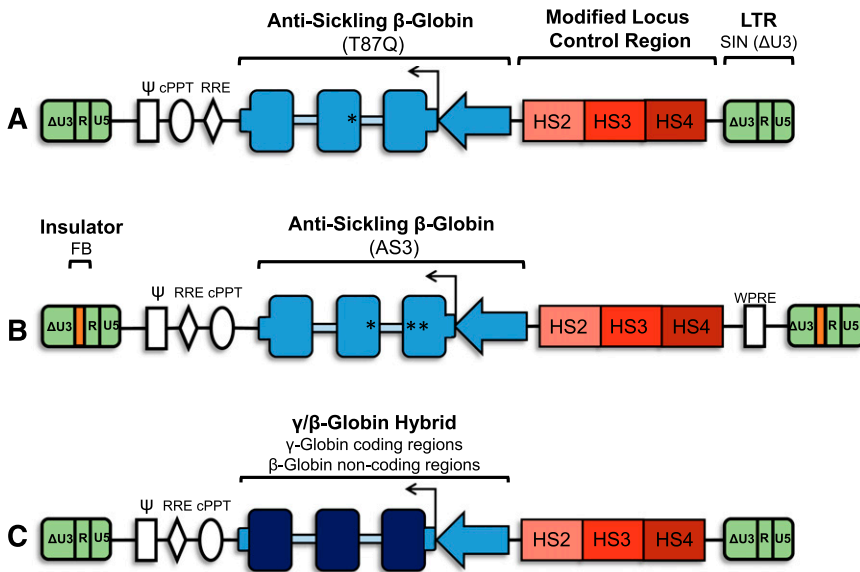 Anti-Sickling β-Globin
(T87Q)
Modified Locus
Control Region
LTR
SIN (ΔU3)
Ψ cPPT RRE
A
ΔU3 R U5
*
HS2 HS3 HS4
ΔU3 R U5
Insulator
FB
Anti-Sickling β-Globin
(AS3)
Ψ RRE cPPT
WPRE
B
ΔU3 R U5
* **
HS2 HS3 HS4
ΔU3 R U5
γ/β-Globin Hybrid
γ-Globin coding regions
β-Globin non-coding regions
Ψ RRE cPPT
C
ΔU3 R U5
HS2 HS3 HS4
ΔU3 R U5